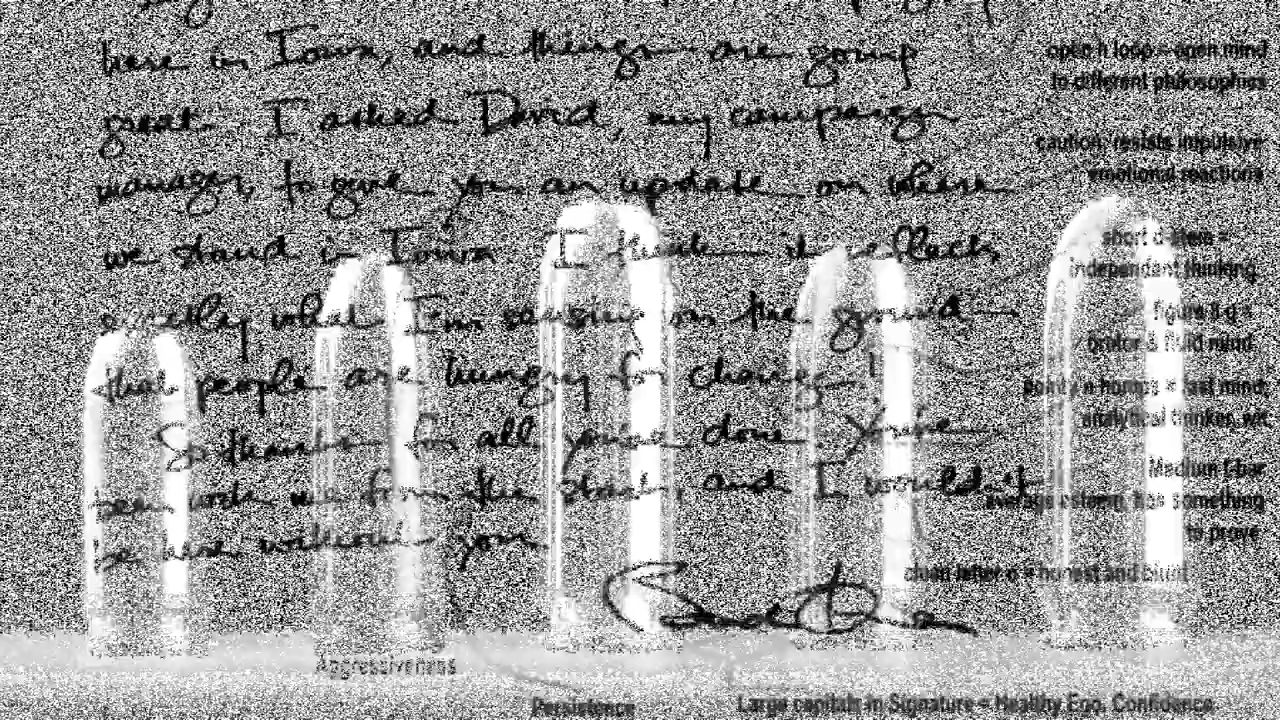 here in Iowa, and things are going
great. I asked David, my campaign
manager, to give you an update on where
we stand in Iowa. I think it reflects
exactly what I'm sensing on the ground
that people are hungry for change!
So thanks for all you've done. You've
been with me from the start, and I wouldn't
be here without you.
open h loop = open mind
to different philosophies
caution, resists impulsive
emotional reactions
short d-stem =
independant thinking
figure 8 g's
& fluid mind
pointy n humps = fast mind,
analytical thinker, wit
Medium t-bar
average esteem, has something
to prove
clean letter o = honest and blunt
Aggressiveness
Persistence
Large capitals in Signature = Healthy Ego, Confidence